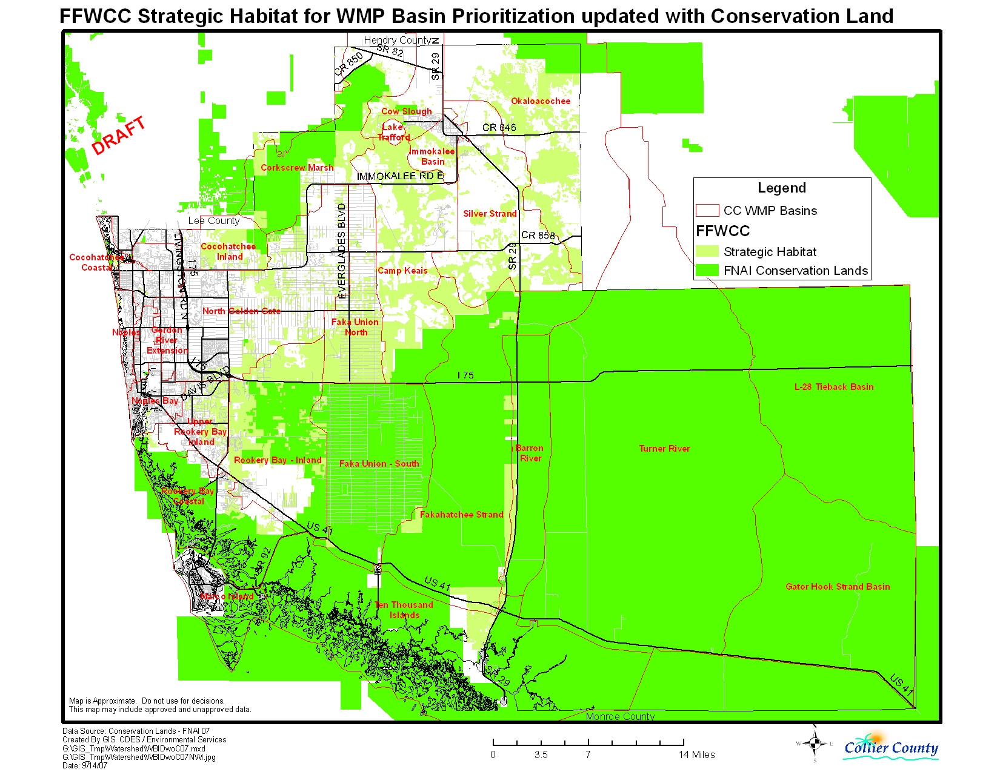 FFWCC Strategic Habitat for WMP Basin Prioritization updated with Conservation Land
Hendry County
SR 82
CR 850
SR 29 N
DRAFT
Okaloacochee
Cow Slough
Lake
Trafford
CR 846
Immokalee
Basin
Corkscrew Marsh
IMMOKALEE RD E
Legend
CC WMP Basins
FFWCC
Strategic Habitat
FNAI Conservation Lands
Lee County
EVERGLADES BLVD
Silver Strand
CR 858
SR 29
LIVINGSTON RD N
I 75
Cocohatchee
Inland
Cocohatchee
Coastal
Camp Keais
North Golden Gate
Faka Union
North
Naples
Gordon
River
Extension
I 75
DAVIS BLVD
I 75
L-28 Tieback Basin
Naples Bay
Upper
Rookery Bay
Inland
Barron
River
Turner River
Rookery Bay - Inland
Faka Union - South
Rookery Bay
Coastal
Fakahatchee Strand
US 41
SR 92
US 41
Gator Hook Strand Basin
Marco Island
Ten Thousand
Islands
SR 29
US 41
Monroe County
Map is Approximate. Do not use for decisions.
This map may include approved and unapproved data.
Data Source: Conservation Lands - FNAI 07
Created By GIS CDES / Environmental Services
G:\GIS_Tmp\Watershed\WBIDwoC07.mxd
G:\GIS_Tmp\Watershed\WBIDwoC07NW.jpg
Date: 9/14/07
0 3.5 7 14 Miles
N
W E
S
Collier County